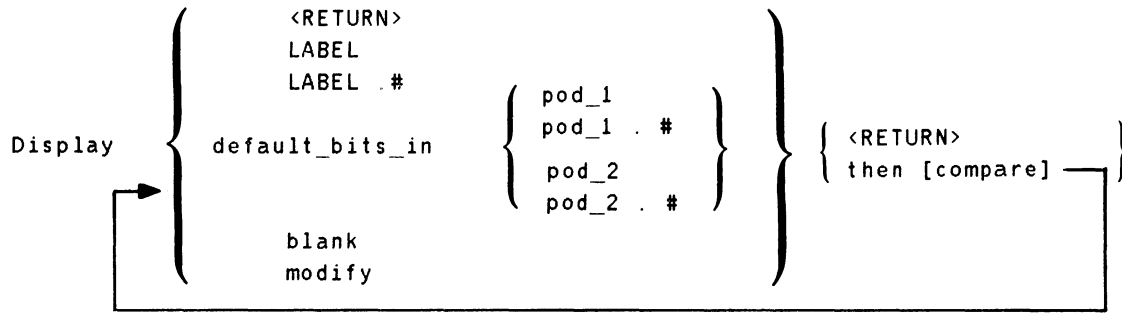 <RETURN>
LABEL
LABEL . #
pod_1
pod_1 . #
Display default_bits_in
<RETURN>
then [compare]
pod_2
pod_2 . #
blank
modify